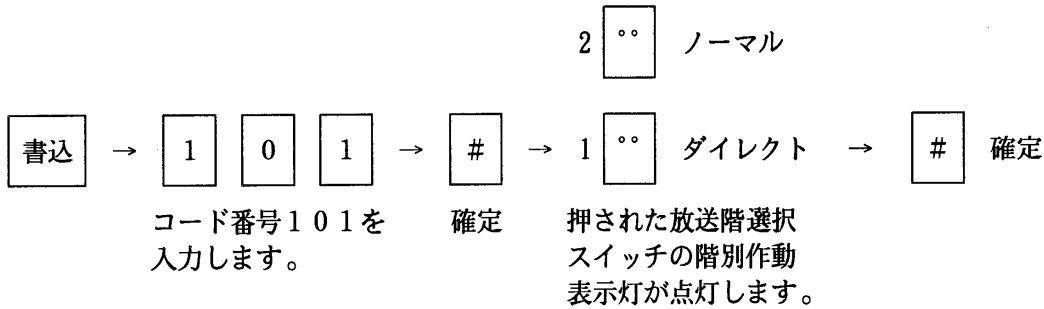 2 °° ノーマル
書込 → 1 0 1 → # → 1 °° ダイレクト → # 確定
コード番号101を
入力します。
確定
押された放送階選択
スイッチの階別作動
表示灯が点灯します。